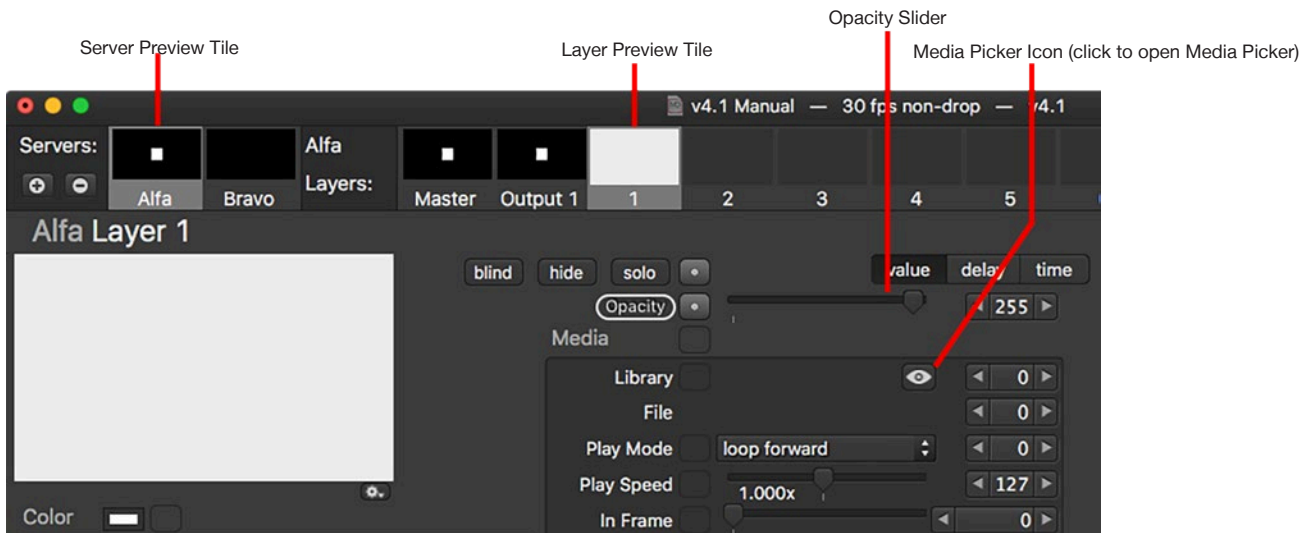 Opacity Slider
Server Preview Tile
Layer Preview Tile
Media Picker Icon (click to open Media Picker)
v4.1 Manual — 30 fps non-drop — v4.1
Servers:
Alfa
Bravo
Alfa
Layers:
Master
Output 1
1
2
3
4
5
Alfa Layer 1
blind
hide
solo
value
delay
time
Opacity
255
Media
Library
0
File
0
Play Mode
loop forward
0
Play Speed
1.000x
127
In Frame
0
Color